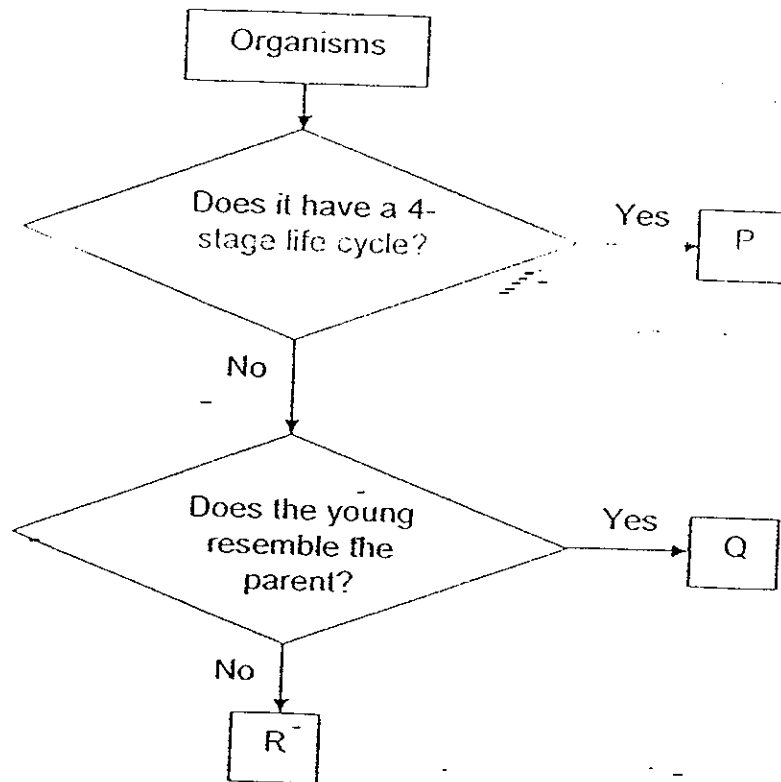 Organisms
Does it have a 4-
stage life cycle?
Yes
P
No
Does the young
resemble the
parent?
Yes
Q
No
R